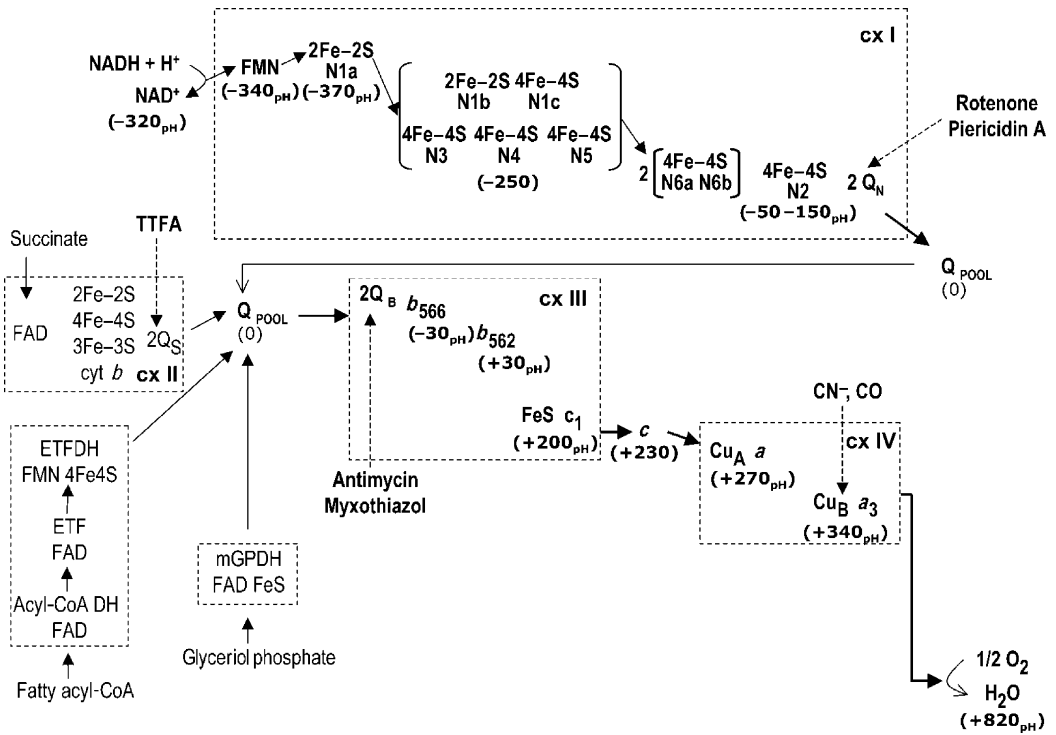 cx I
NADH + H⁺
NAD⁺
(−320pH)
FMN
(−340pH)
2Fe−2S
N1a
(−370pH)
2Fe−2S 4Fe−4S
N1b N1c
4Fe−4S 4Fe−4S 4Fe−4S
N3 N4 N5
(−250)
2
4Fe−4S
N6a N6b
4Fe−4S
N2
(−50 −150pH)
2 QN
Rotenone
Piericidin A
Q POOL
(0)
Succinate
TTFA
FAD
2Fe−2S
4Fe−4S
3Fe−3S
cyt b
2QS
cx II
Q POOL
(0)
cx III
2QB
b566
(−30pH)
b562
(+30pH)
FeS c1
(+200pH)
c
(+230)
Antimycin
Myxothiazol
CN⁻, CO
cx IV
CuA a
(+270pH)
CuB a3
(+340pH)
ETFDH
FMN 4Fe4S
ETF
FAD
Acyl-CoA DH
FAD
Fatty acyl-CoA
mGPDH
FAD FeS
Glyceriol phosphate
1/2 O2
H2O
(+820pH)